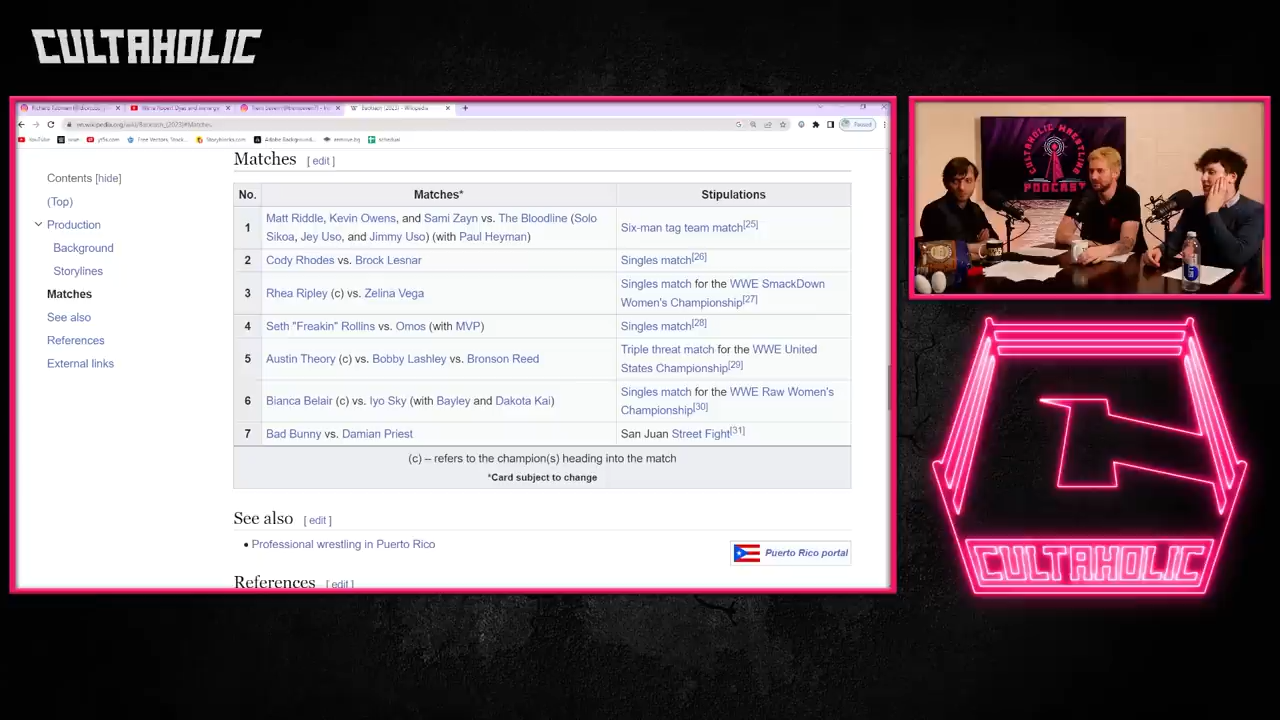 CULTAHOLIC
Backlash (2023) - Wikipedia
Matches [ edit ]
Contents [hide]
(Top)
Production
Background
Storylines
Matches
See also
References
External links
No. Matches* Stipulations
1 Matt Riddle, Kevin Owens, and Sami Zayn vs. The Bloodline (Solo
Sikoa, Jey Uso, and Jimmy Uso) (with Paul Heyman) Six-man tag team match[25]
2 Cody Rhodes vs. Brock Lesnar Singles match[26]
3 Rhea Ripley (c) vs. Zelina Vega Singles match for the WWE SmackDown
Women's Championship[27]
4 Seth "Freakin" Rollins vs. Omos (with MVP) Singles match[28]
5 Austin Theory (c) vs. Bobby Lashley vs. Bronson Reed Triple threat match for the WWE United
States Championship[29]
6 Bianca Belair (c) vs. Iyo Sky (with Bayley and Dakota Kai) Singles match for the WWE Raw Women's
Championship[30]
7 Bad Bunny vs. Damian Priest San Juan Street Fight[31]
(c) – refers to the champion(s) heading into the match
*Card subject to change
See also [ edit ]
• Professional wrestling in Puerto Rico
Puerto Rico portal
References [ edit ]
CULTAHOLIC WRESTLING
PODCAST
CULTAHOLIC